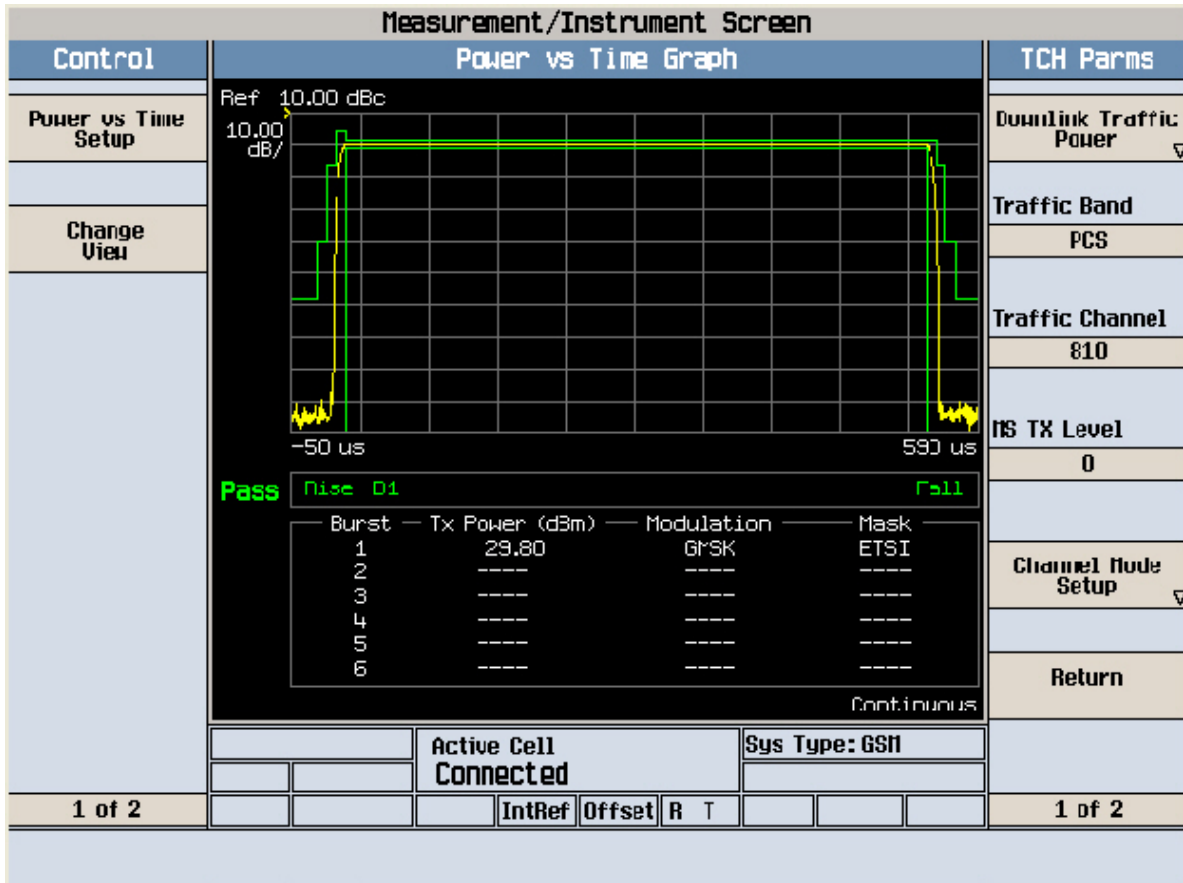 Measurement/Instrument Screen
Control
Power vs Time Graph
TCH Parms
Power vs Time
Setup
Change
View
1 of 2
Ref 10.00 dBc
10.00
dB/
-50 us
590 us
Pass
Rise D1
Fall
Burst Tx Power (dBm) Modulation Mask
1 29.80 GMSK ETSI
2 ---- ---- ----
3 ---- ---- ----
4 ---- ---- ----
5 ---- ---- ----
6 ---- ---- ----
Continuous
Active Cell
Connected
Sys Type: GSM
IntRef Offset R T
Downlink Traffic
Power
Traffic Band
PCS
Traffic Channel
810
MS TX Level
0
Channel Mode
Setup
Return
1 of 2